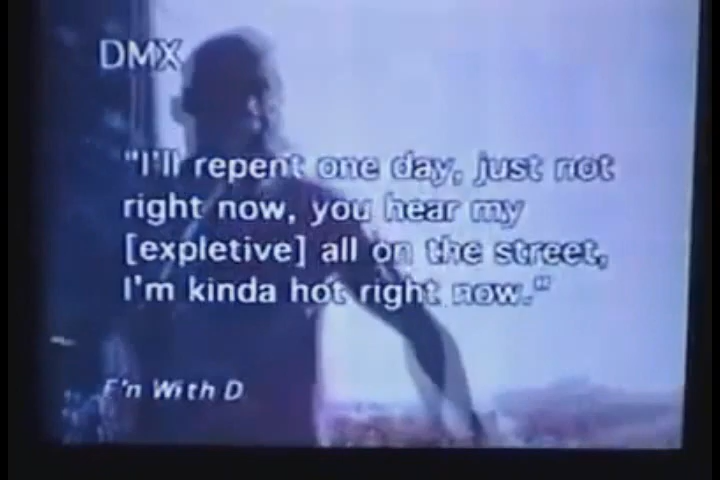 DMX
"I'll repent one day, just not
right now, you hear my
[expletive] all on the street,
I'm kinda hot right now."
F'n With D